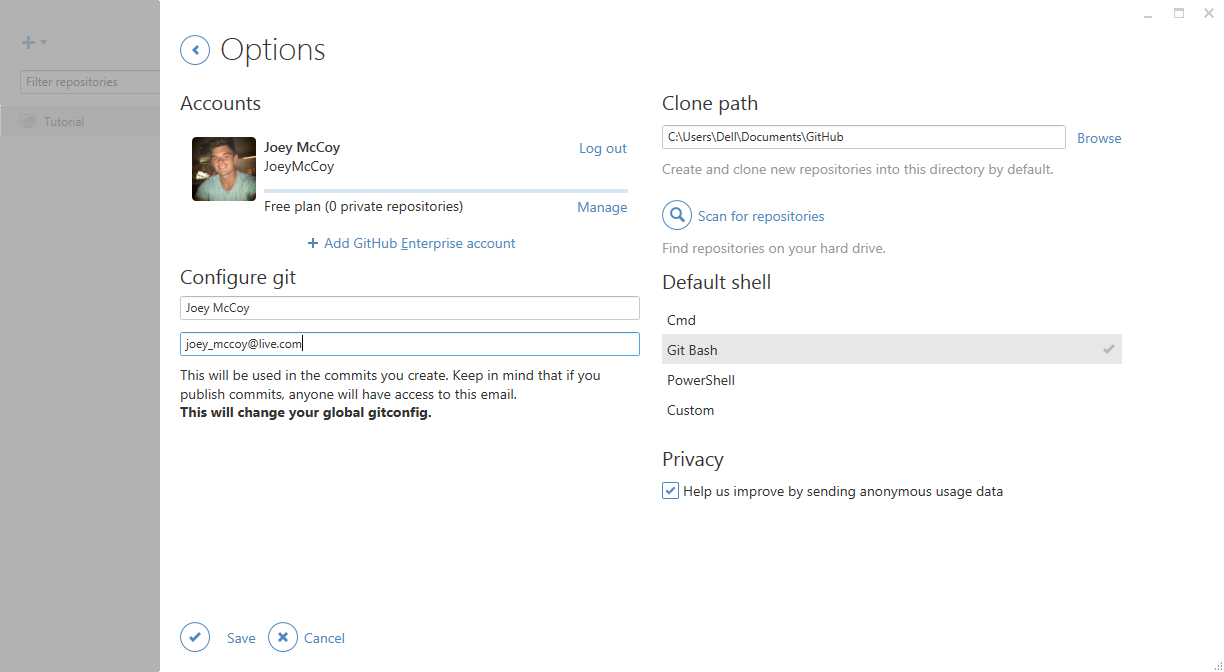 Filter repositories
Tutorial
Options
Accounts
Joey McCoy
JoeyMcCoy
Log out
Free plan (0 private repositories)
Manage
+ Add GitHub Enterprise account
Configure git
Joey McCoy
joey_mccoy@live.com
This will be used in the commits you create. Keep in mind that if you
publish commits, anyone will have access to this email.
This will change your global gitconfig.
Save
Cancel
Clone path
C:\Users\Dell\Documents\GitHub
Browse
Create and clone new repositories into this directory by default.
Scan for repositories
Find repositories on your hard drive.
Default shell
Cmd
Git Bash
PowerShell
Custom
Privacy
Help us improve by sending anonymous usage data